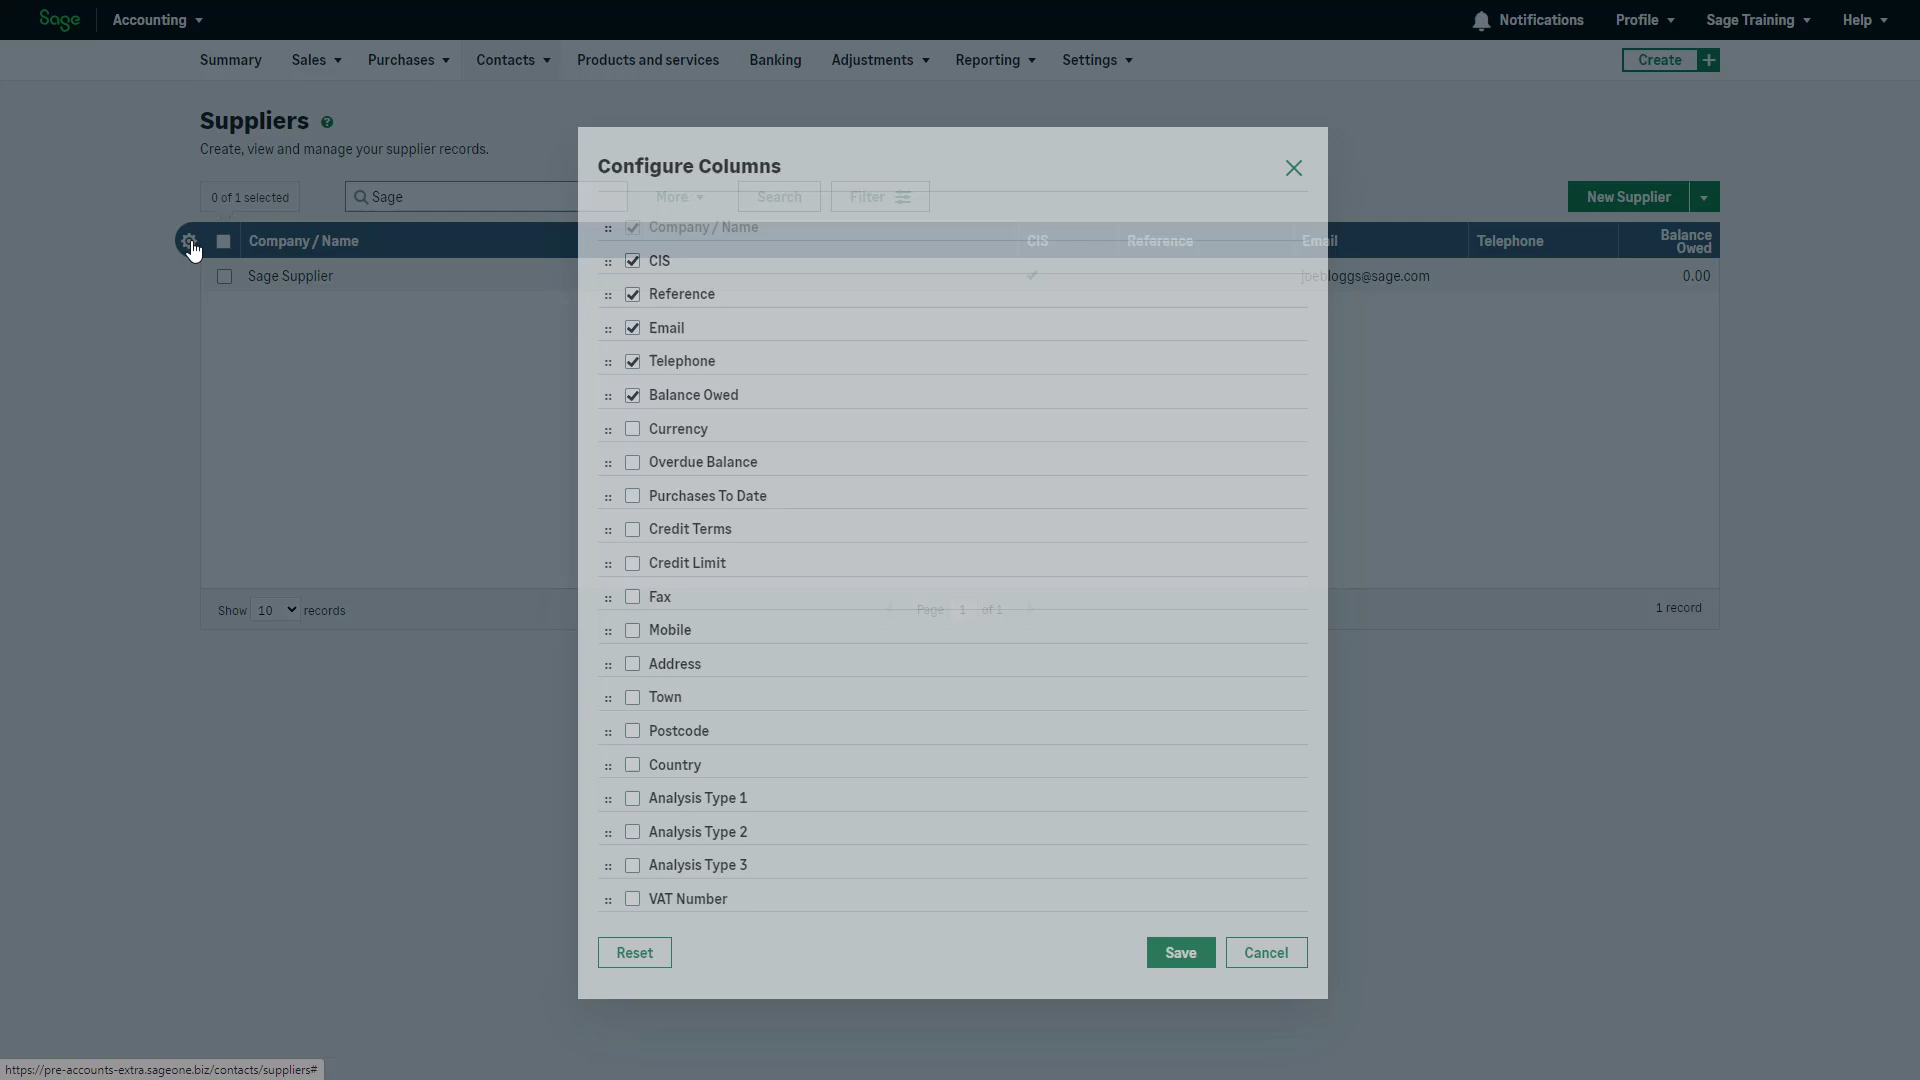 Sage
Accounting
Notifications
Profile
Sage Training
Help
Summary
Sales
Purchases
Contacts
Products and services
Banking
Adjustments
Reporting
Settings
Create
Suppliers
Create, view and manage your supplier records.
0 of 1 selected
Sage
More
Search
Filter
New Supplier
Company / Name
CIS
Reference
Email
Telephone
Balance
Owed
Sage Supplier
joebloggs@sage.com
0.00
Configure Columns
Company / Name
CIS
Reference
Email
Telephone
Balance Owed
Currency
Overdue Balance
Purchases To Date
Credit Terms
Credit Limit
Fax
Mobile
Address
Town
Postcode
Country
Analysis Type 1
Analysis Type 2
Analysis Type 3
VAT Number
Reset
Save
Cancel
Show 10 records
Page 1 of 1
1 record
https://pre-accounts-extra.sageone.biz/contacts/suppliers#